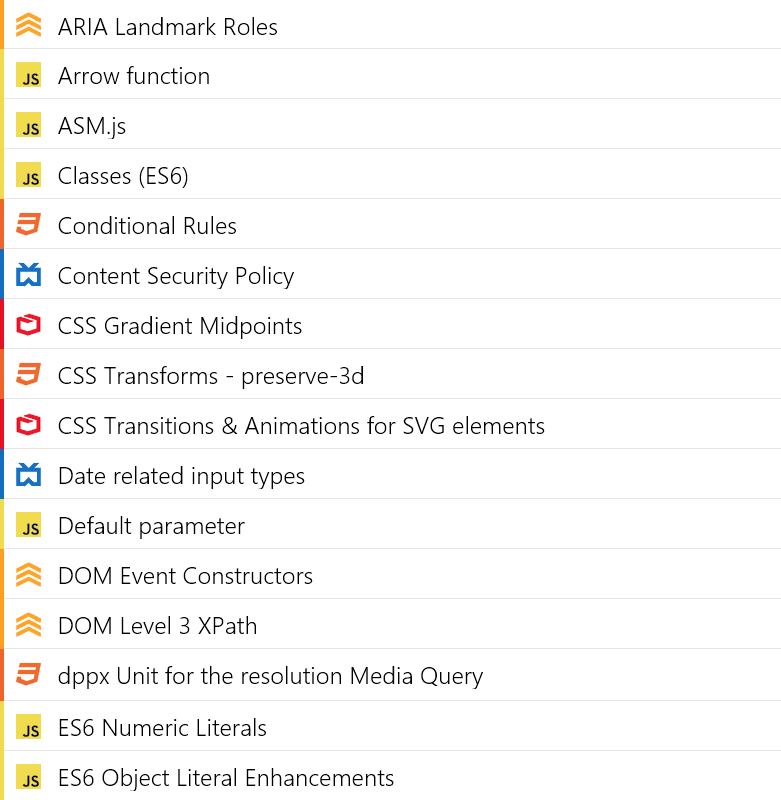 ARIA Landmark Roles
JS Arrow function
JS ASM.js
JS Classes (ES6)
Conditional Rules
Content Security Policy
CSS Gradient Midpoints
CSS Transforms - preserve-3d
CSS Transitions & Animations for SVG elements
Date related input types
JS Default parameter
DOM Event Constructors
DOM Level 3 XPath
dppx Unit for the resolution Media Query
JS ES6 Numeric Literals
JS ES6 Object Literal Enhancements